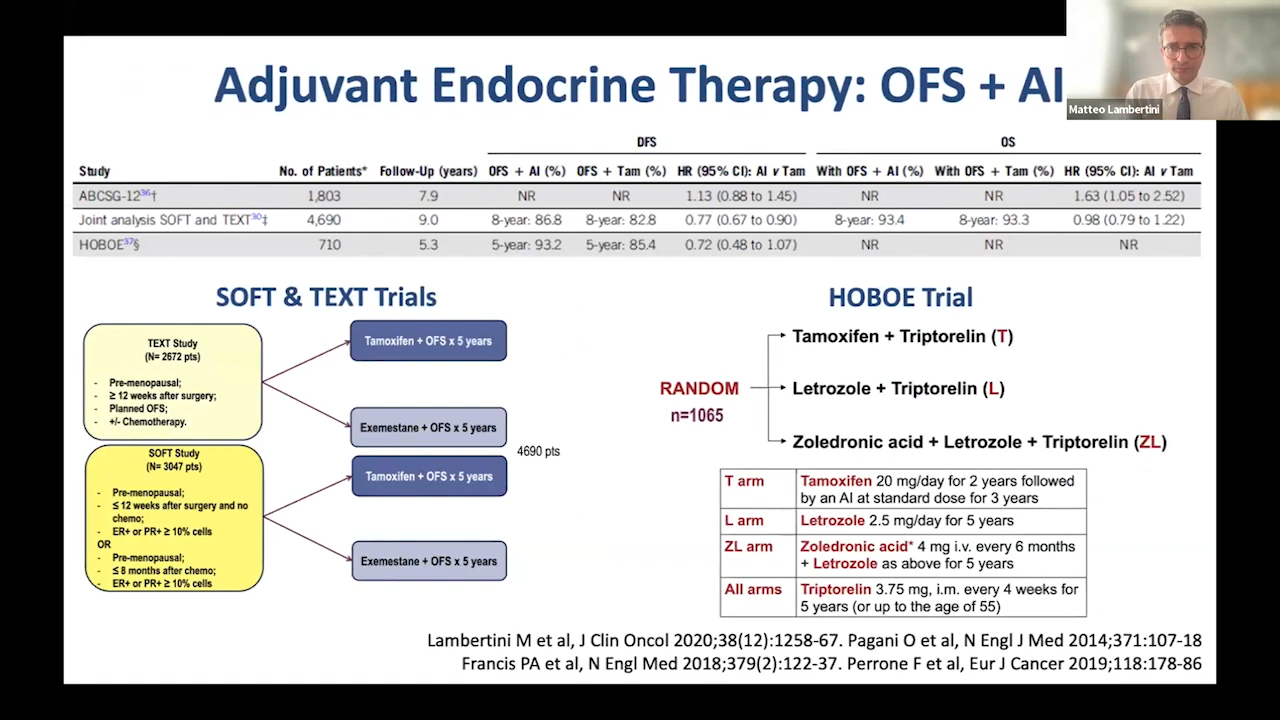 Adjuvant Endocrine Therapy: OFS + AI
Matteo Lambertini
DFS OS
Study No. of Patients* Follow-Up (years) OFS + AI (%) OFS + Tam (%) HR (95% CI): AI v Tam With OFS + AI (%) With OFS + Tam (%) HR (95% CI): AI v Tam
ABCSG-1236† 1,803 7.9 NR NR 1.13 (0.88 to 1.45) NR NR 1.63 (1.05 to 2.52)
Joint analysis SOFT and TEXT30‡ 4,690 9.0 8-year: 86.8 8-year: 82.8 0.77 (0.67 to 0.90) 8-year: 93.4 8-year: 93.3 0.98 (0.79 to 1.22)
HOBOE37§ 710 5.3 5-year: 93.2 5-year: 85.4 0.72 (0.48 to 1.07) NR NR NR
SOFT & TEXT Trials
TEXT Study
(N= 2672 pts)
- Pre-menopausal;
- ≥ 12 weeks after surgery;
- Planned OFS;
- +/- Chemotherapy.
SOFT Study
(N= 3047 pts)
- Pre-menopausal;
- ≤ 12 weeks after surgery and no
chemo;
- ER+ or PR+ ≥ 10% cells
OR
- Pre-menopausal;
- ≤ 8 months after chemo;
- ER+ or PR+ ≥ 10% cells
Tamoxifen + OFS x 5 years
Exemestane + OFS x 5 years
Tamoxifen + OFS x 5 years
Exemestane + OFS x 5 years
4690 pts
HOBOE Trial
RANDOM
n=1065
Tamoxifen + Triptorelin (T)
Letrozole + Triptorelin (L)
Zoledronic acid + Letrozole + Triptorelin (ZL)
T arm Tamoxifen 20 mg/day for 2 years followed
by an AI at standard dose for 3 years
L arm Letrozole 2.5 mg/day for 5 years
ZL arm Zoledronic acid* 4 mg i.v. every 6 months
+ Letrozole as above for 5 years
All arms Triptorelin 3.75 mg, i.m. every 4 weeks for
5 years (or up to the age of 55)
Lambertini M et al, J Clin Oncol 2020;38(12):1258-67. Pagani O et al, N Engl J Med 2014;371:107-18
Francis PA et al, N Engl Med 2018;379(2):122-37. Perrone F et al, Eur J Cancer 2019;118:178-86